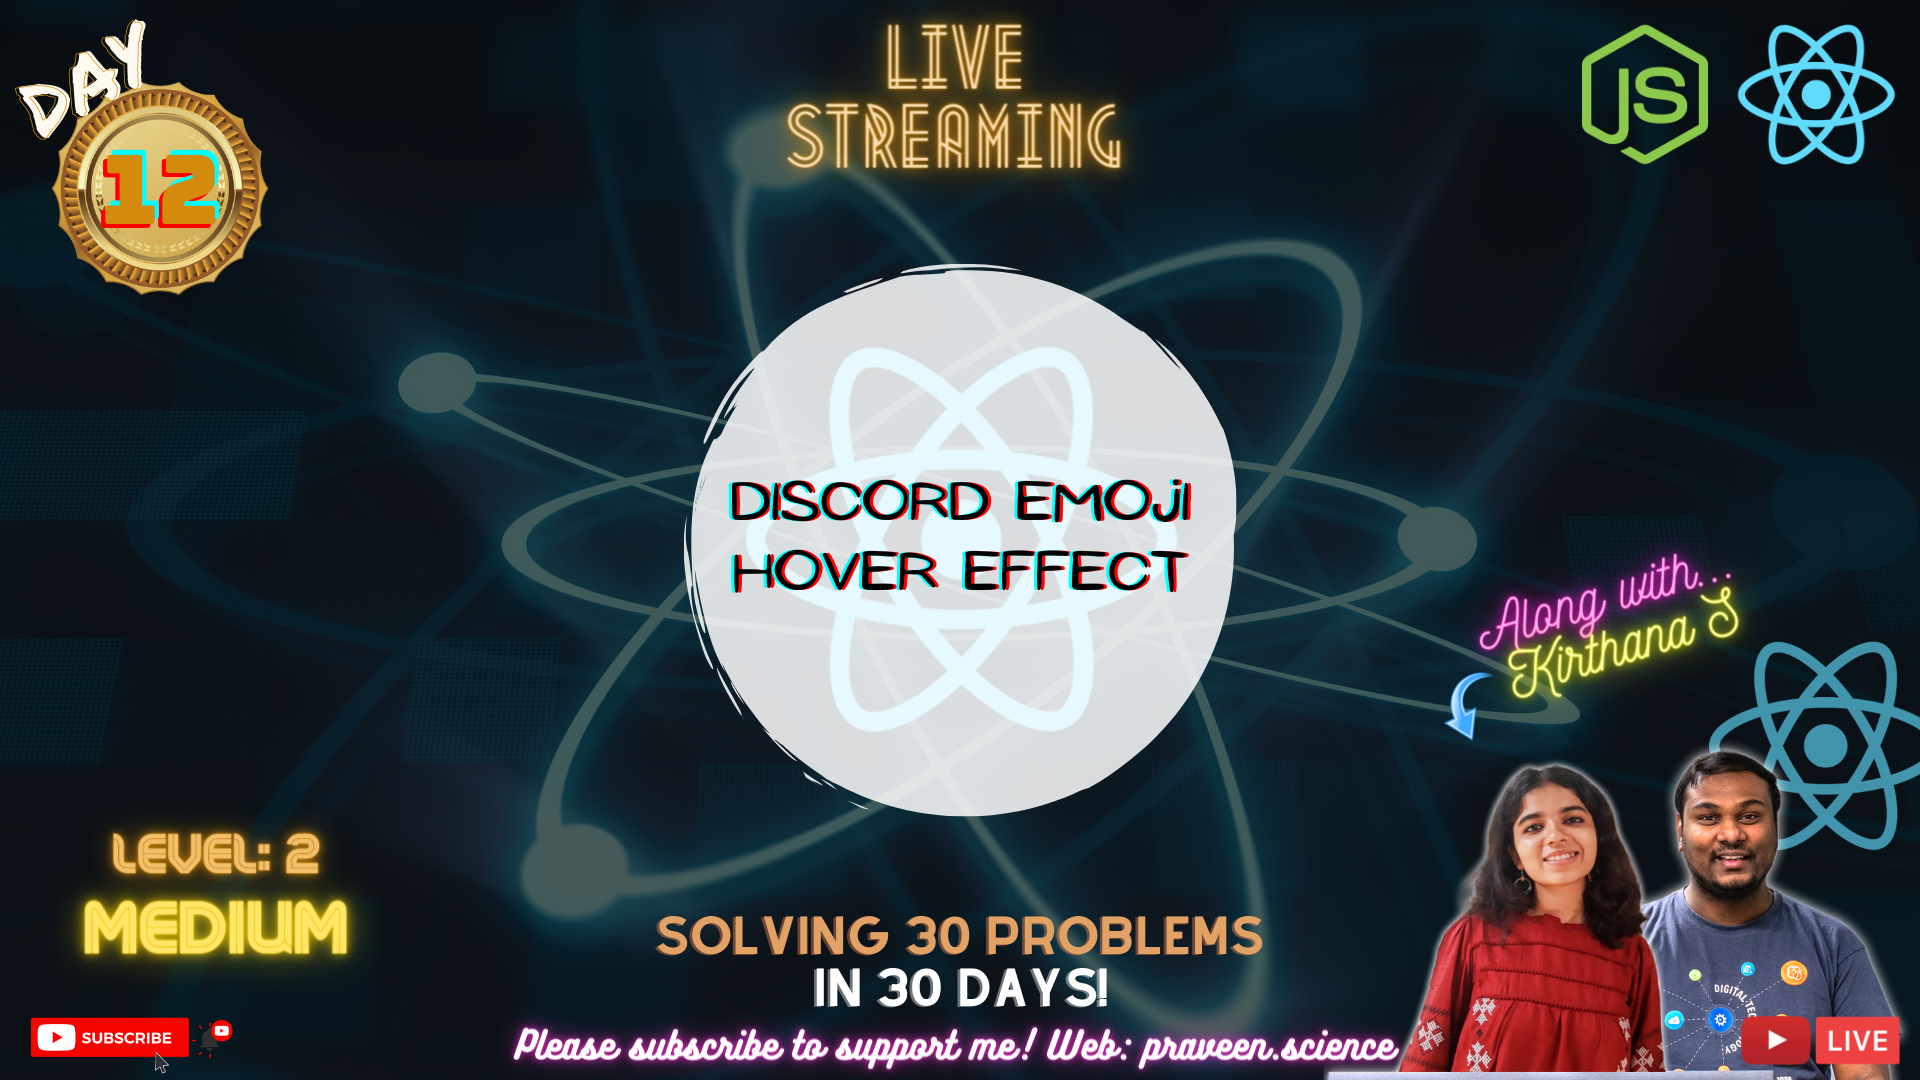 DAY
12
LIVE
STREAMING
JS
DISCORD EMOJI
HOVER EFFECT
Along with...
Kirthana S
LEVEL: 2
MEDIUM
SOLVING 30 PROBLEMS
IN 30 DAYS!
Please subscribe to support me! Web: praveen.science
SUBSCRIBE
DIGITAL
LIVE